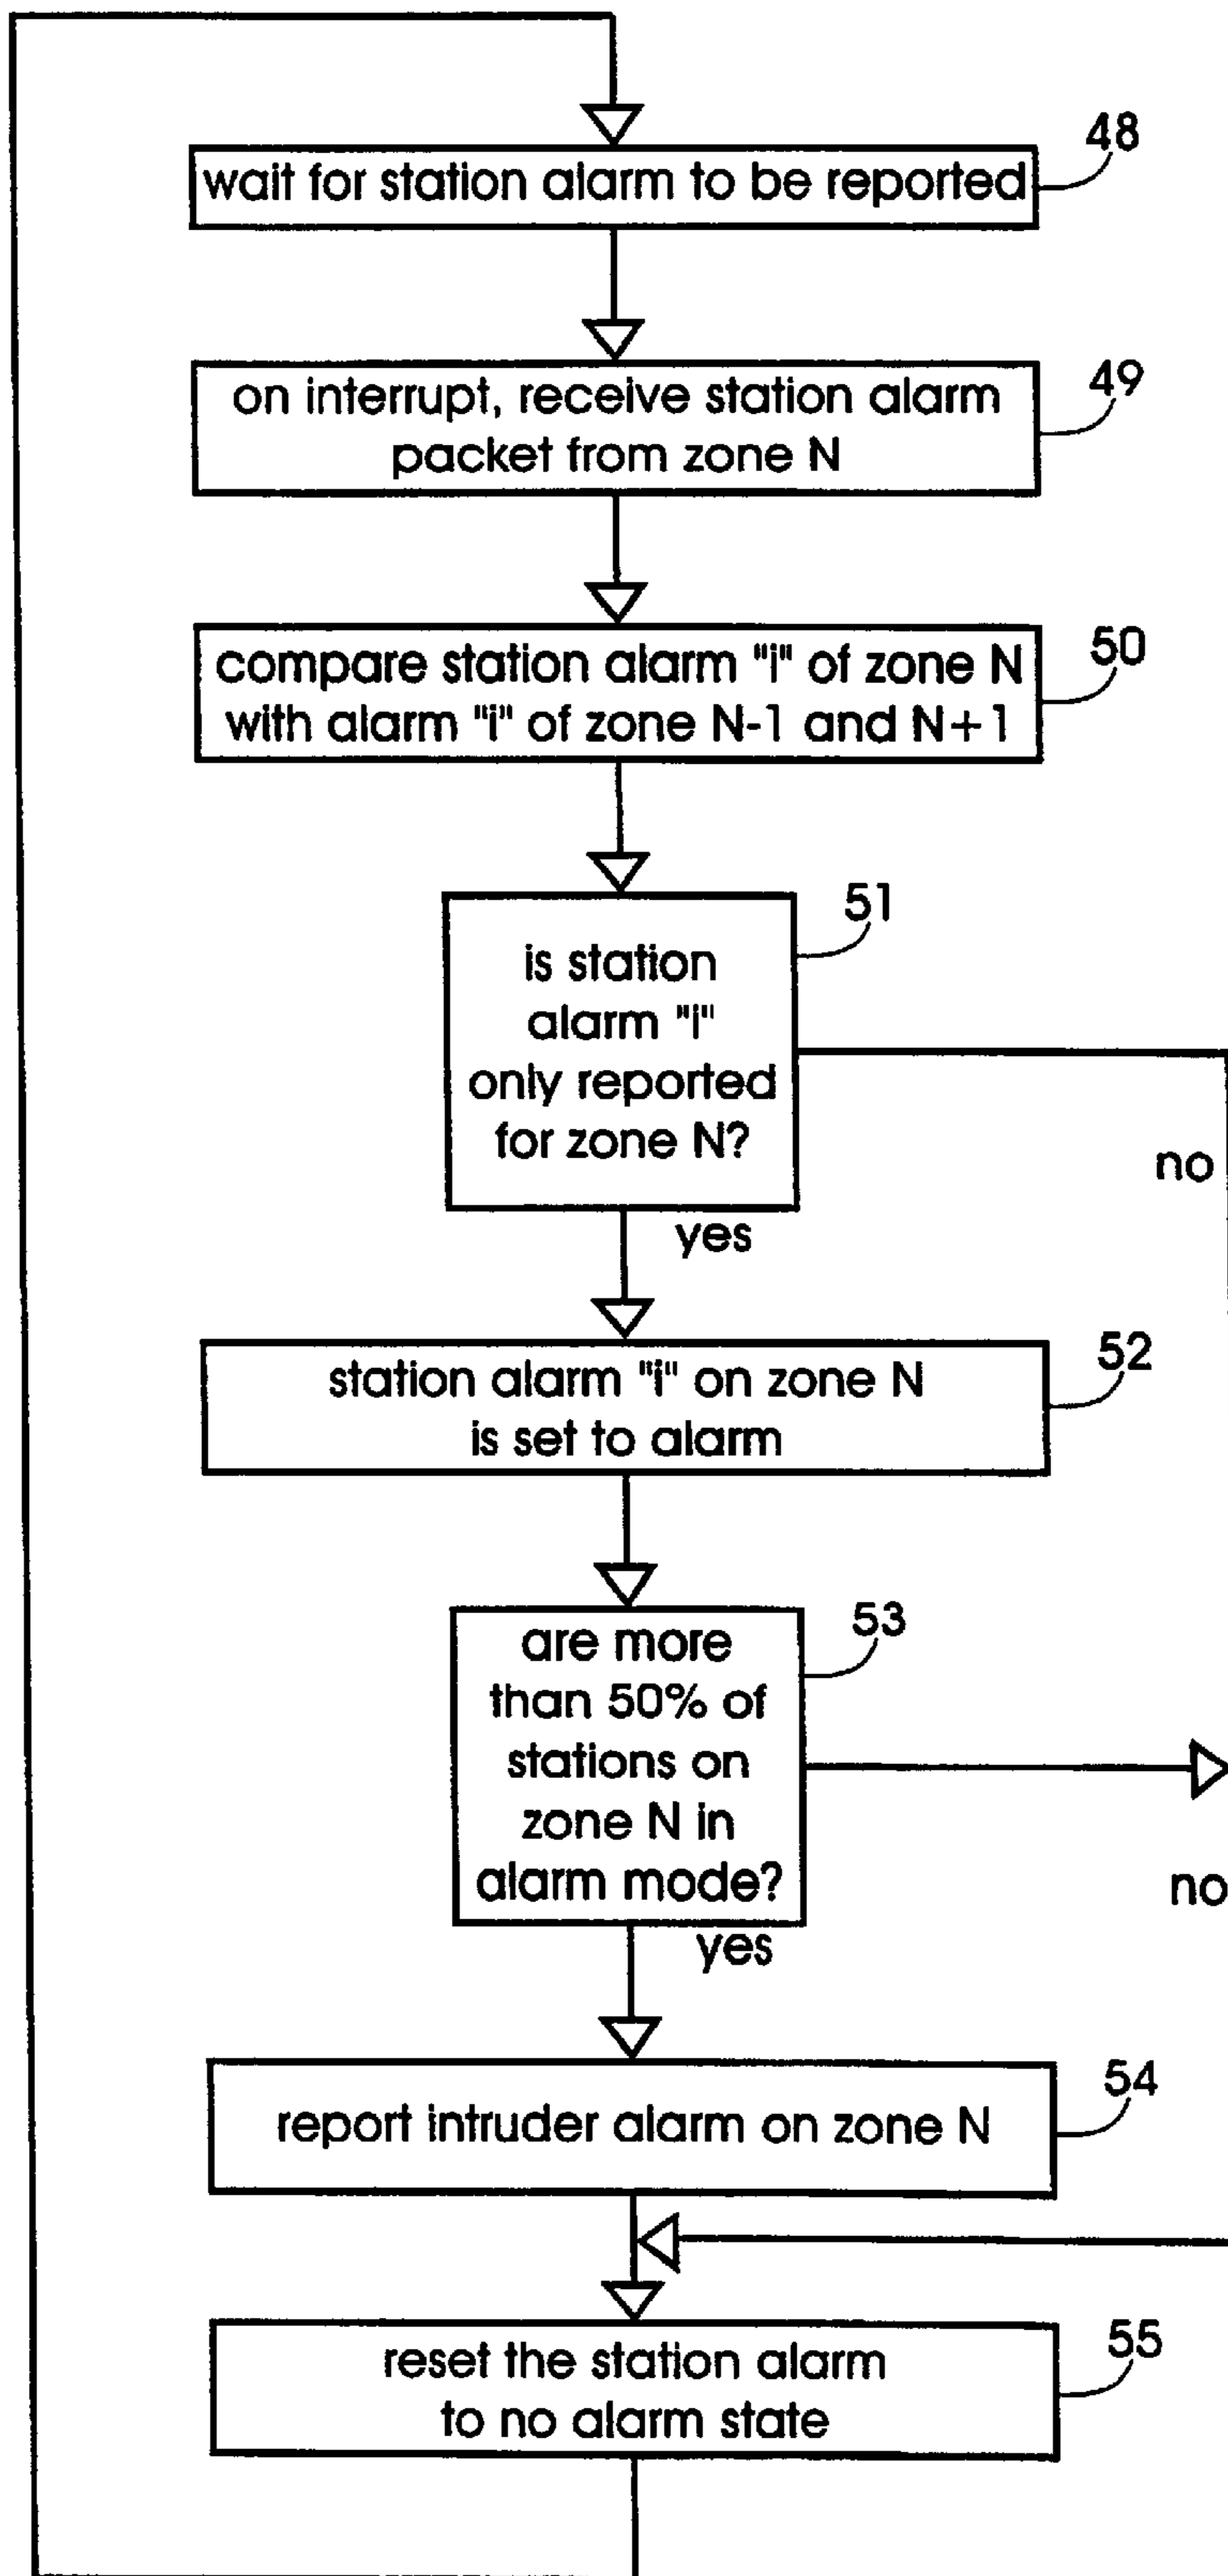 48
wait for station alarm to be reported
49
on interrupt, receive station alarm
packet from zone N
50
compare station alarm "i" of zone N
with alarm "i" of zone N-1 and N+1
51
is station
alarm "i"
only reported
for zone N?
no
yes
52
station alarm "i" on zone N
is set to alarm
53
are more
than 50% of
stations on
zone N in
alarm mode?
no
yes
54
report intruder alarm on zone N
55
reset the station alarm
to no alarm state